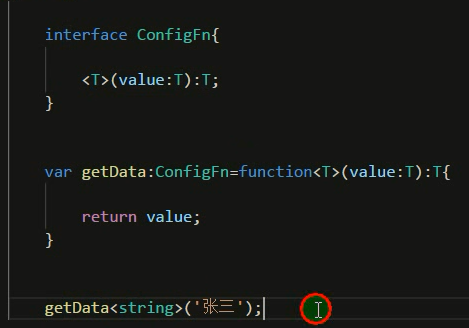 interface ConfigFn{
<T>(value:T):T;
}
var getData:ConfigFn=function<T>(value:T):T{
return value;
}
getData<string>('张三');